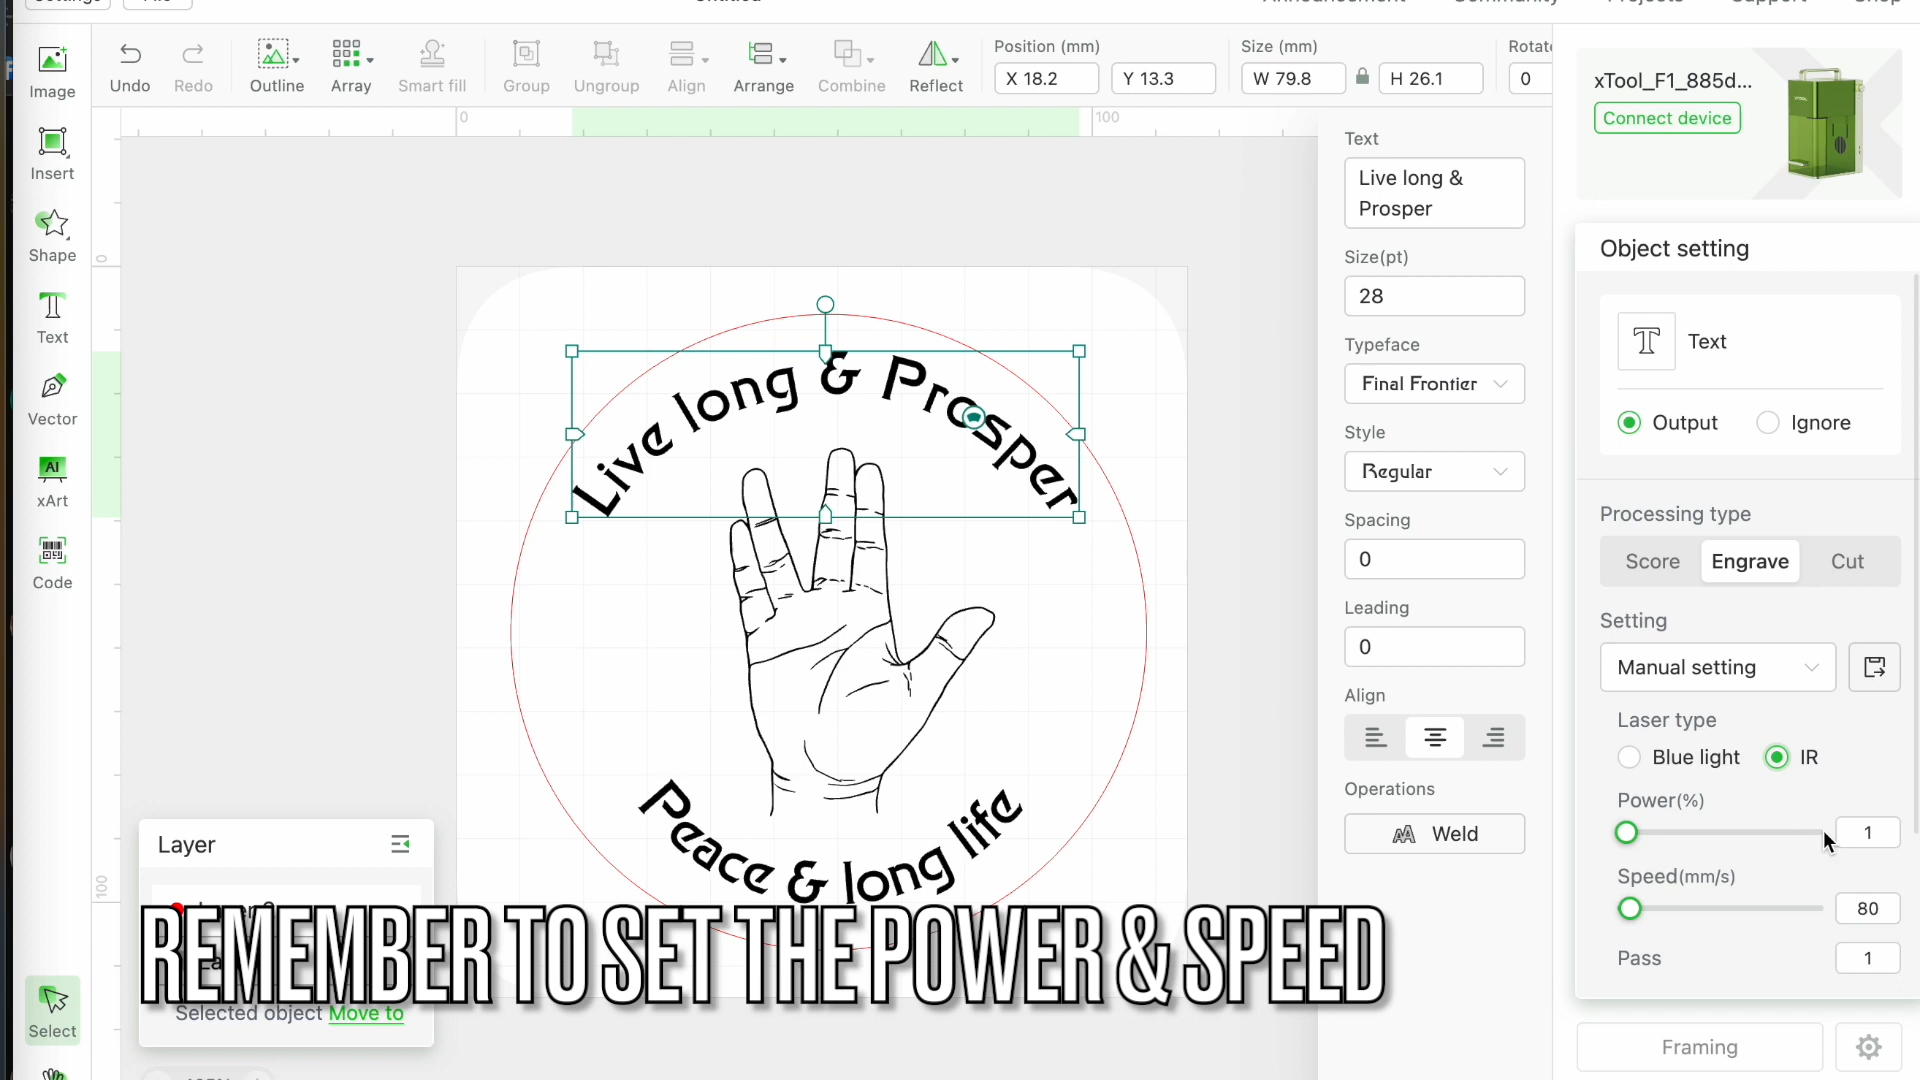 Undo
Redo
Outline
Array
Smart fill
Group
Ungroup
Align
Arrange
Combine
Reflect
Position (mm)
X 18.2
Y 13.3
Size (mm)
W 79.8
H 26.1
Rotate
0
xTool_F1_885d...
Connect device
Image
Insert
Shape
Text
Vector
AI
xArt
Code
Select
0
100
0
100
Live long & Prosper
Peace & long life
Text
Live long &
Prosper
Size(pt)
28
Typeface
Final Frontier
Style
Regular
Spacing
0
Leading
0
Align
Operations
Weld
Object setting
Text
Output
Ignore
Processing type
Score
Engrave
Cut
Setting
Manual setting
Laser type
Blue light
IR
Power(%)
1
Speed(mm/s)
80
Pass
1
Framing
Layer
Selected object Move to
REMEMBER TO SET THE POWER & SPEED